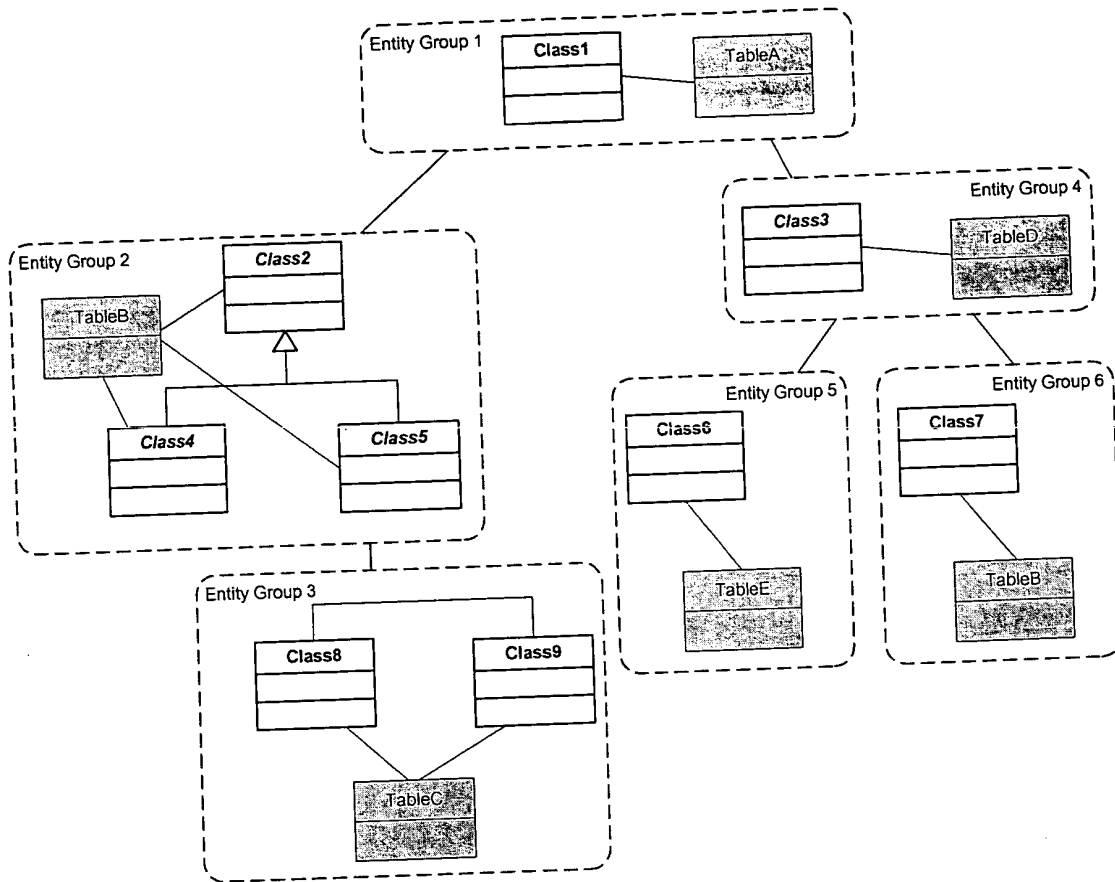 Entity Group 1
Class1
TableA
Entity Group 4
Class3
TableD
Entity Group 2
Class2
TableB
Class4
Class5
Entity Group 5
Class6
TableE
Entity Group 6
Class7
TableB
Entity Group 3
Class8
Class9
TableC